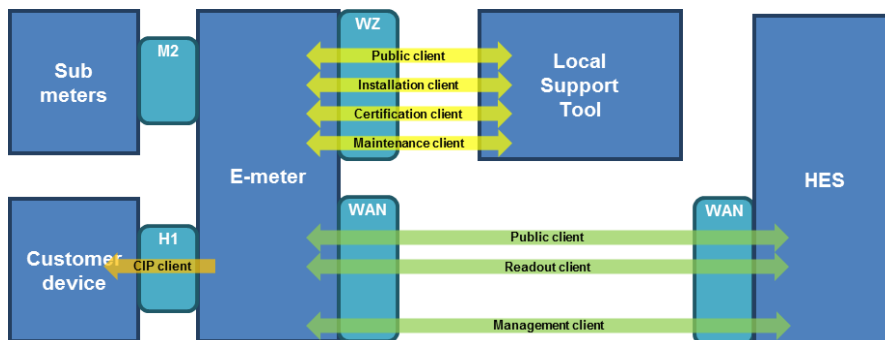 Sub
meters
M2
E-meter
WZ
Public client
Installation client
Certification client
Maintenance client
Local
Support
Tool
HES
Customer
device
H1
CIP client
WAN
WAN
Public client
Readout client
Management client